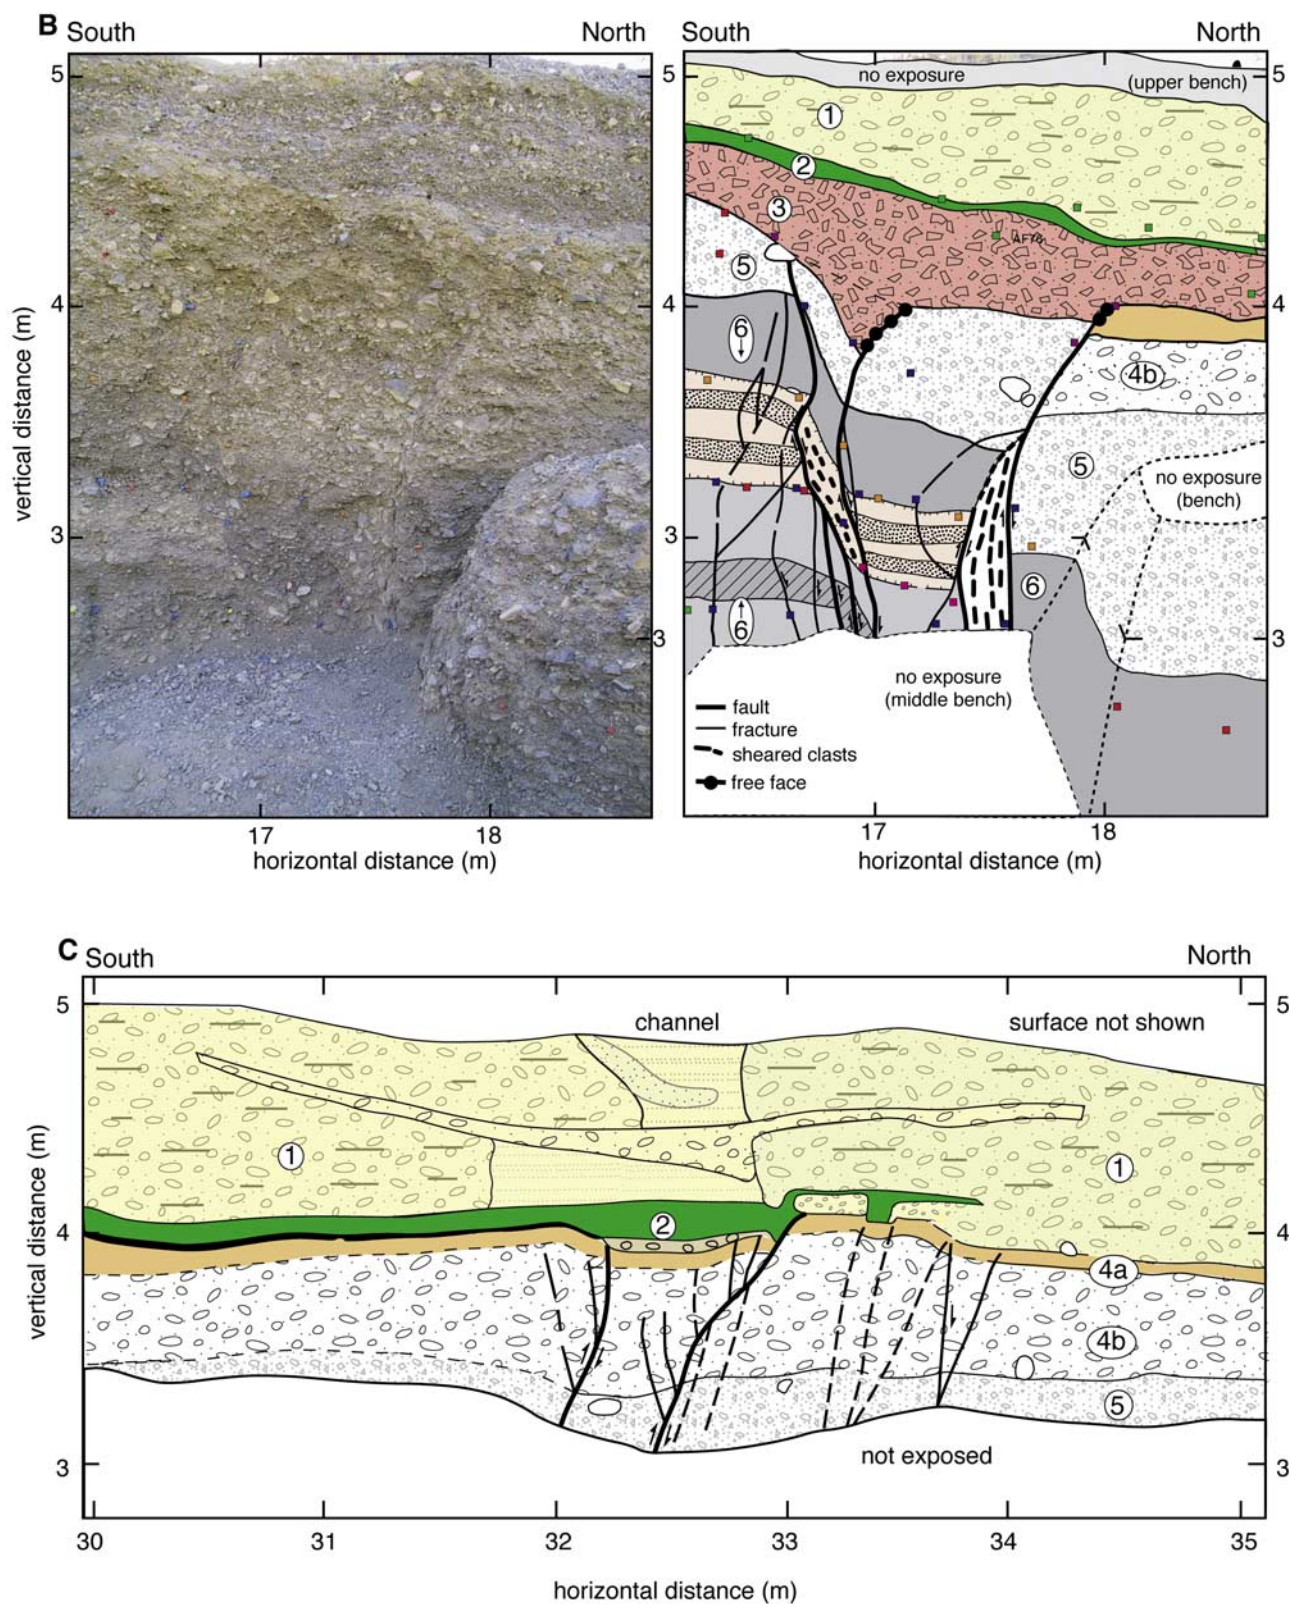 B South North South North
5 5 5
no exposure
(upper bench)
1
2
3
AF76
5
4 4 4
6
4b
5
no exposure
(bench)
vertical distance (m)
3 3 3
6
6
no exposure
(middle bench)
fault
fracture
sheared clasts
free face
17 18 17 18
horizontal distance (m) horizontal distance (m)
C South North
5 5
channel surface not shown
1 1
2
4 4
4a
4b
vertical distance (m)
5
not exposed
3 3
30 31 32 33 34 35
horizontal distance (m)